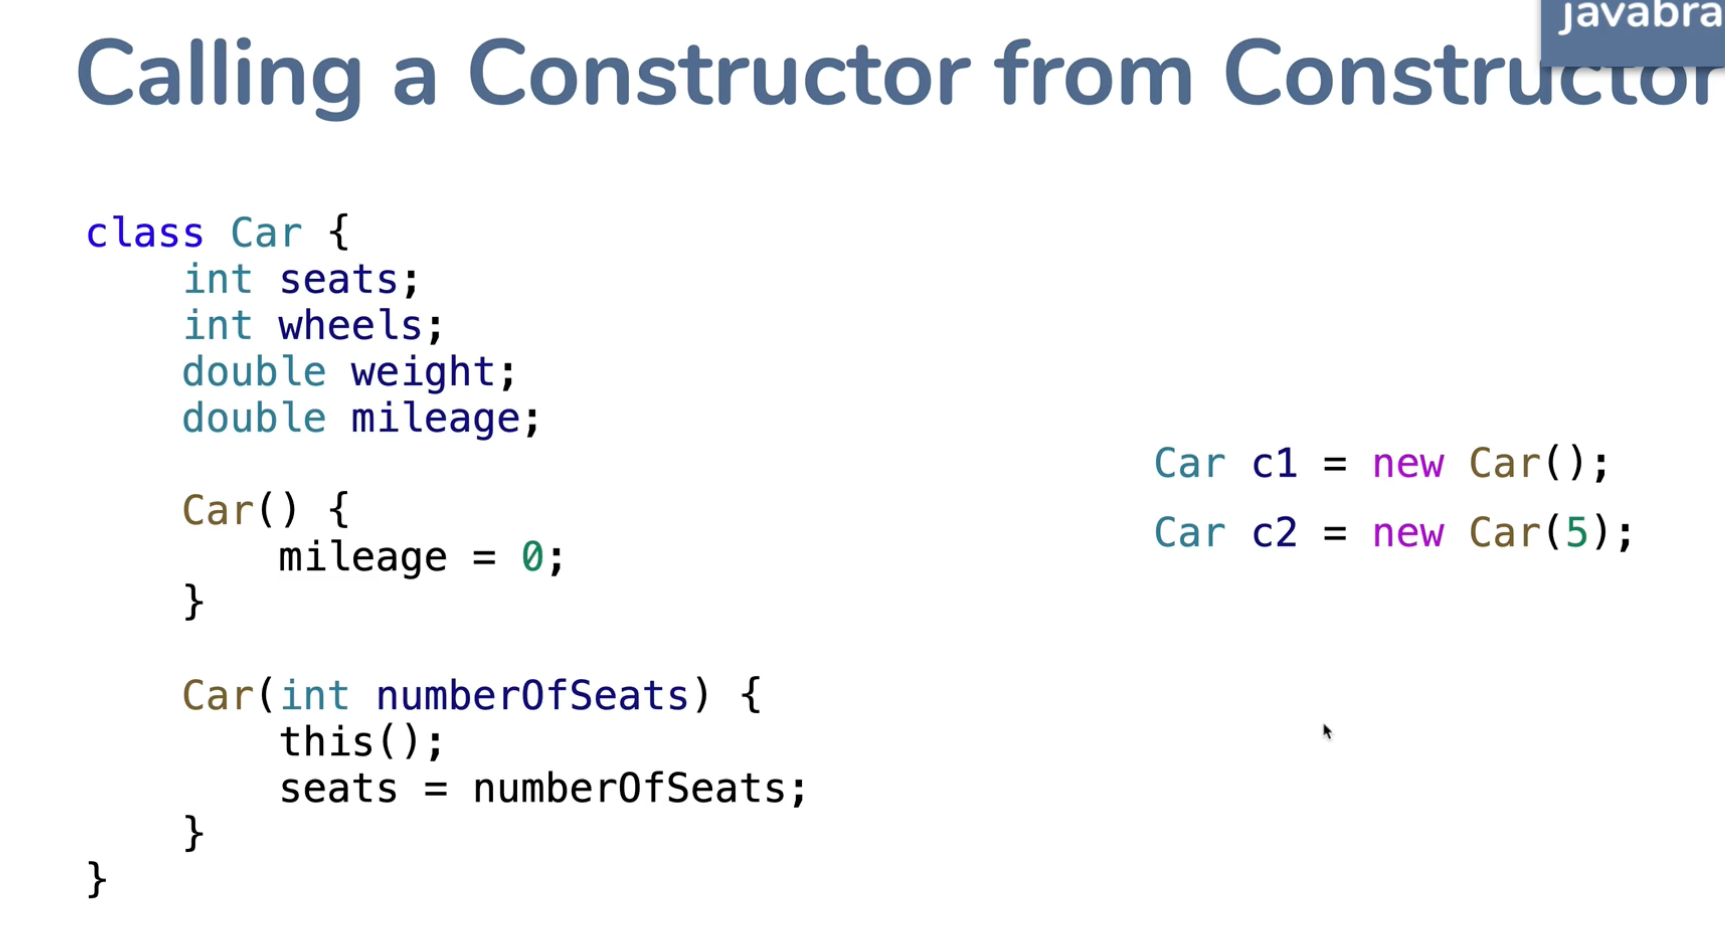 javabra
Calling a Constructor from Constructor
class Car {
int seats;
int wheels;
double weight;
double mileage;
Car() {
mileage = 0;
}
Car(int numberOfSeats) {
this();
seats = numberOfSeats;
}
}
Car c1 = new Car();
Car c2 = new Car(5);